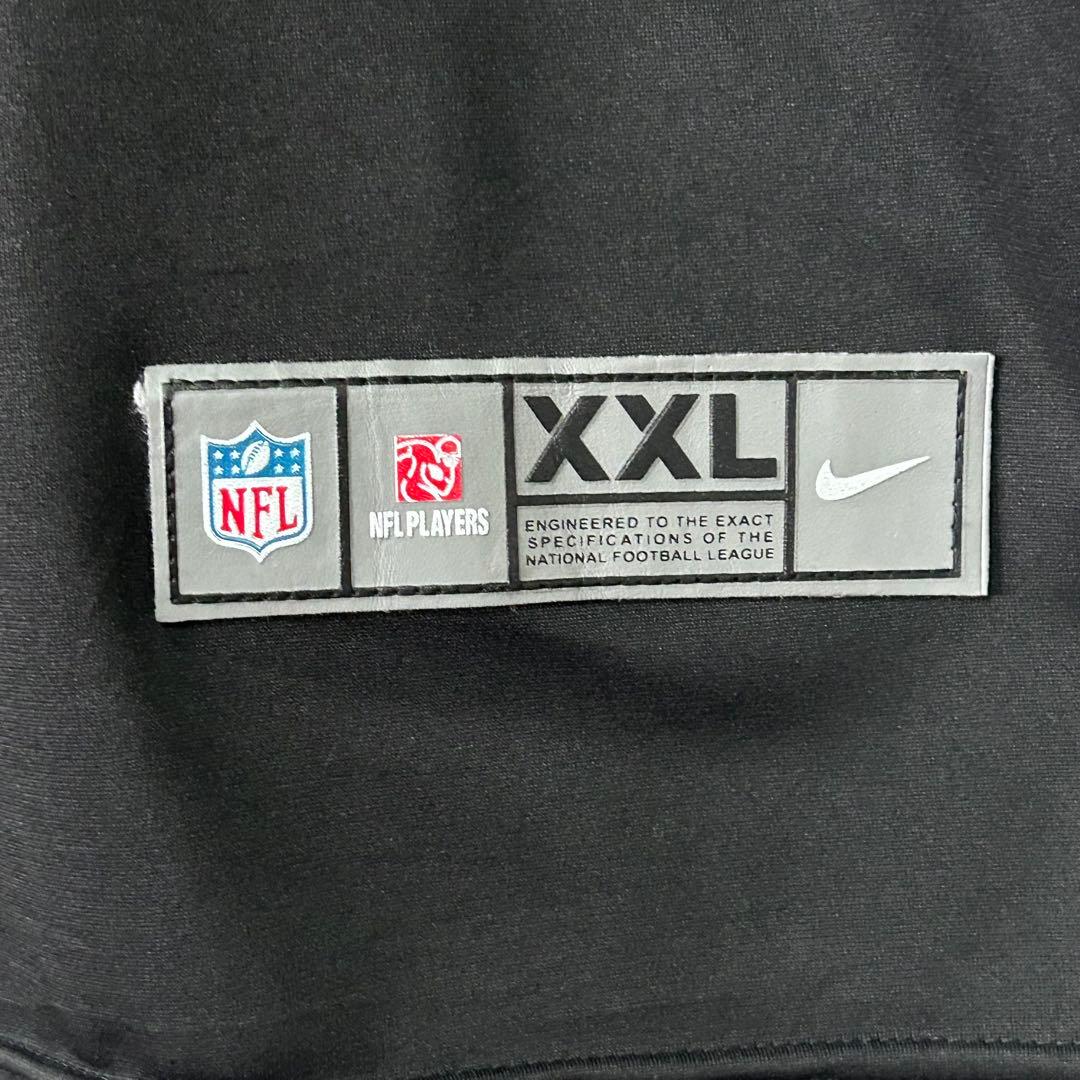 NFL
NFL PLAYERS
XXL
ENGINEERED TO THE EXACT
SPECIFICATIONS OF THE
NATIONAL FOOTBALL LEAGUE